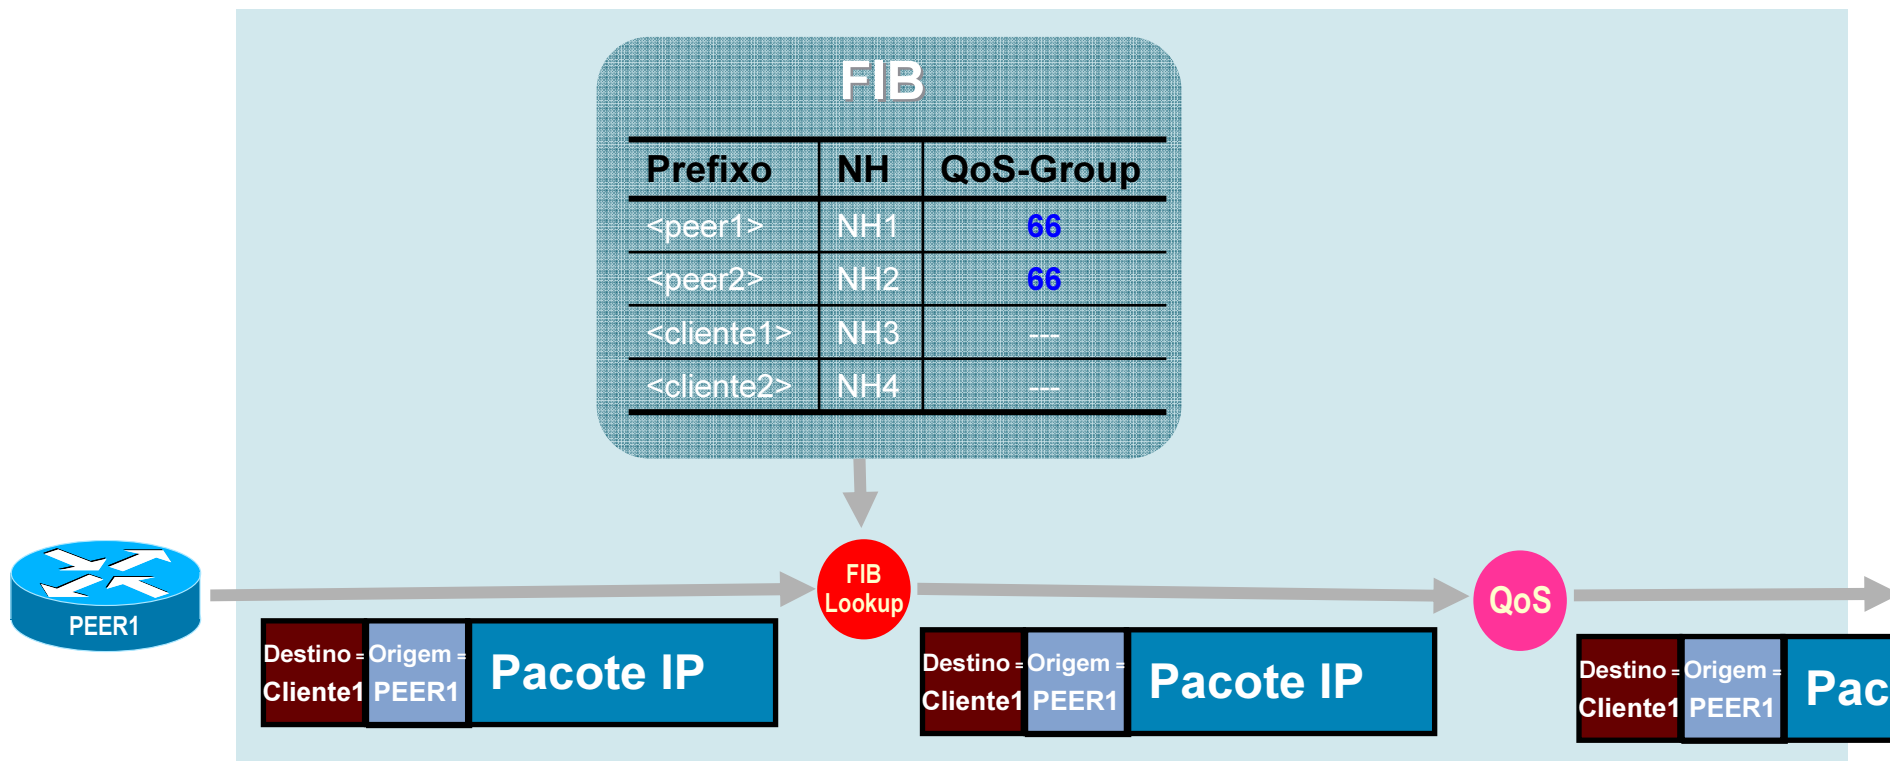 FIB
Prefixo NH QoS-Group
<peer1> NH1 66
<peer2> NH2 66
<cliente1> NH3 ---
<cliente2> NH4 ---
PEER1
FIB
Lookup
QoS
Destino =
Cliente1
Origem =
PEER1
Pacote IP
Destino =
Cliente1
Origem =
PEER1
Pacote IP
Destino =
Cliente1
Origem =
PEER1
Pac